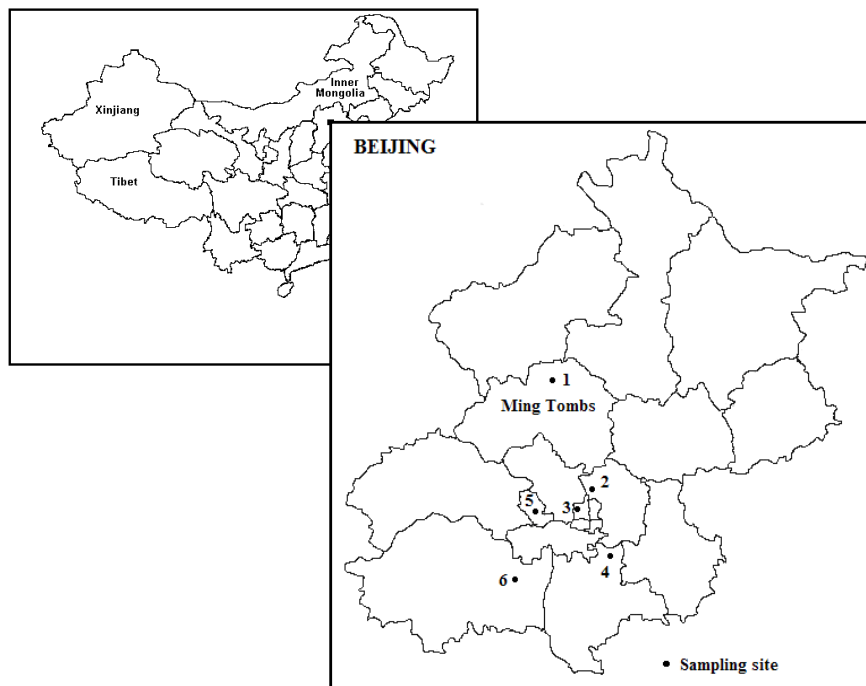 Inner
Mongolia
Xinjiang
Tibet
BEIJING
1
Ming Tombs
2
5
3
4
6
Sampling site